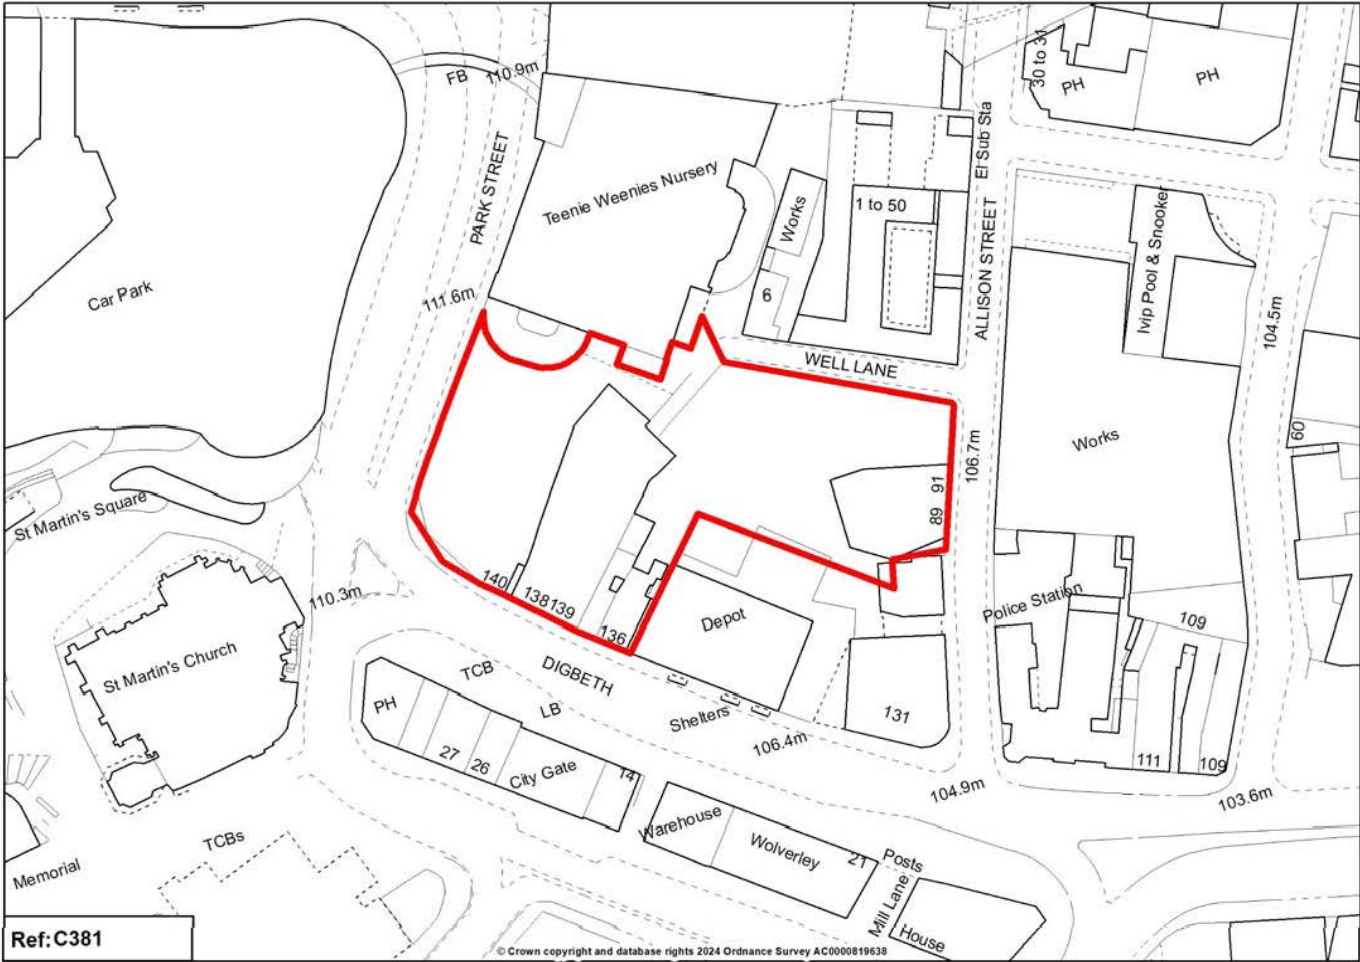 FB 110.9m
30 to 31
PH
PH
PARK STREET
Teenie Weenies Nursery
El Sub Sta
Works
1 to 50
ALLISON STREET
Ivip Pool & Snooker
Car Park
111.6m
6
104.5m
WELL LANE
Works
60
106.7m
91
89
St Martin's Square
110.3m
140
138139
136
Depot
Police Station
109
St Martin's Church
DIGBETH
TCB
LB
PH
Shelters
131
106.4m
27
26
City Gate
14
111
109
104.9m
103.6m
Warehouse
Wolverley
21
Posts
Mill Lane
House
TCBs
Memorial
Ref:C381
© Crown copyright and database rights 2024 Ordnance Survey AC0000819638